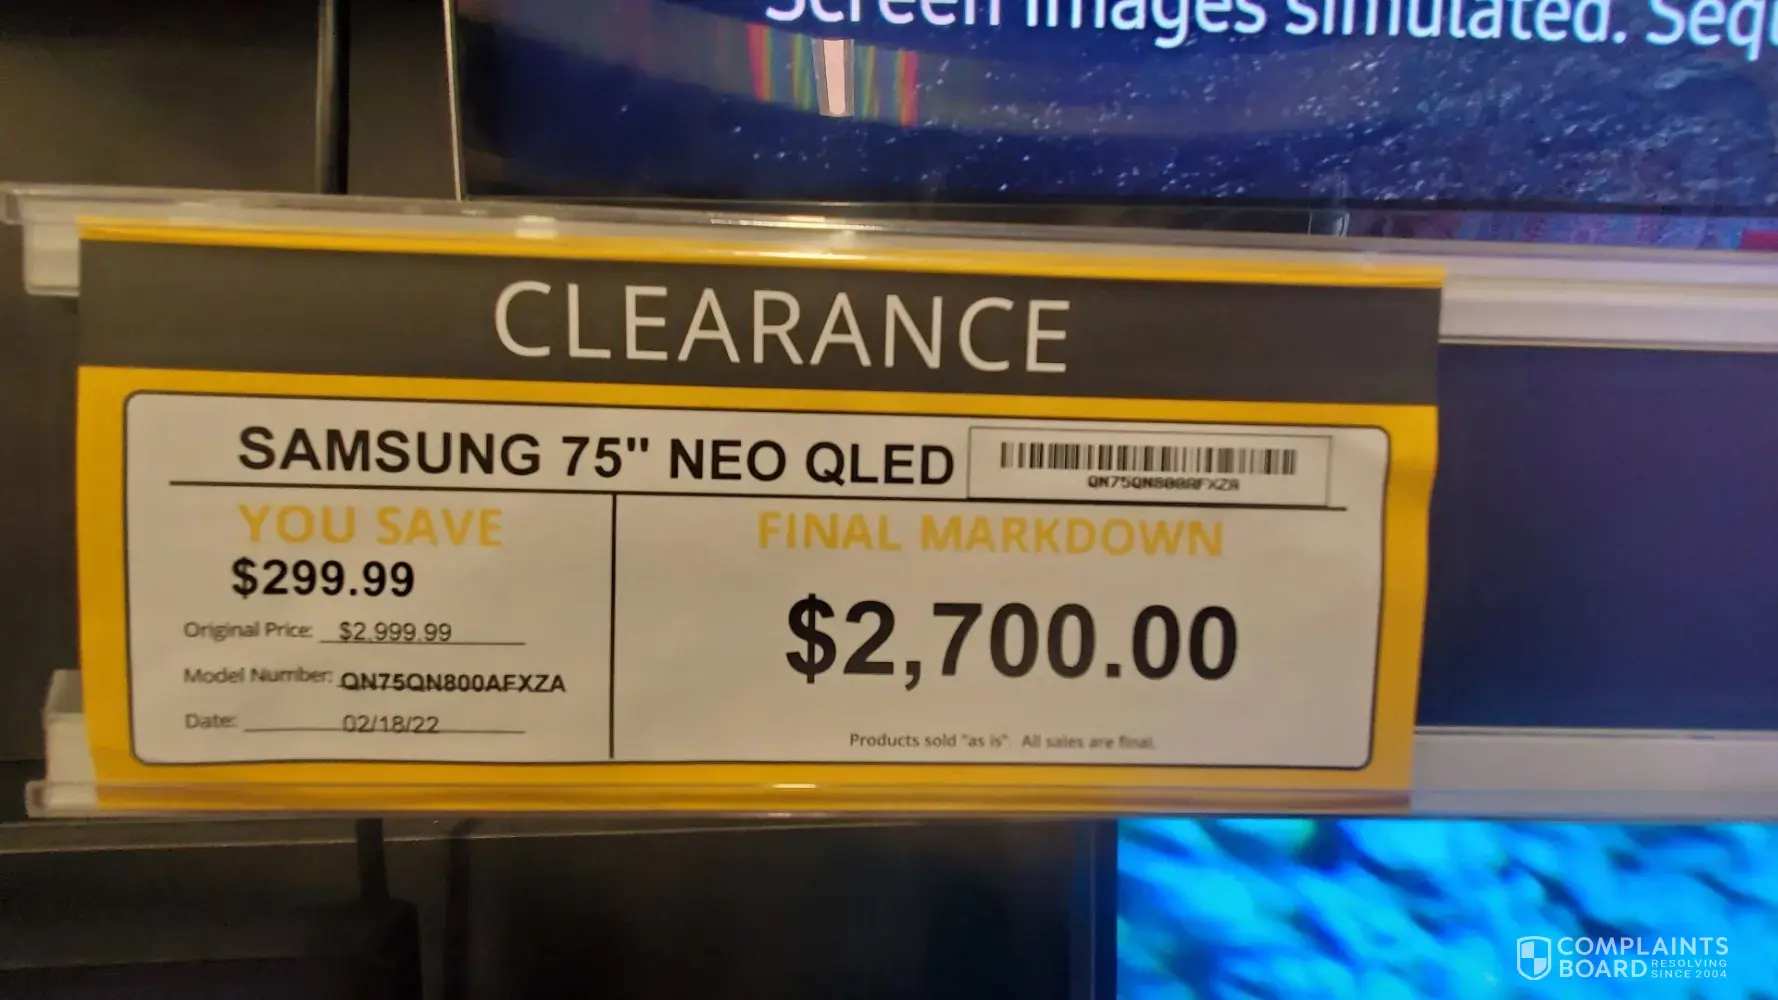 Screen images simulated. Sequ
CLEARANCE
SAMSUNG 75" NEO QLED
QN75QN800AFXZA
YOU SAVE
$299.99
Original Price: $2,999.99
Model Number: QN75QN800AFXZA
Date: 02/18/22
FINAL MARKDOWN
$2,700.00
Products sold "as is". All sales are final.
COMPLAINTS
BOARD RESOLVING
SINCE 2004